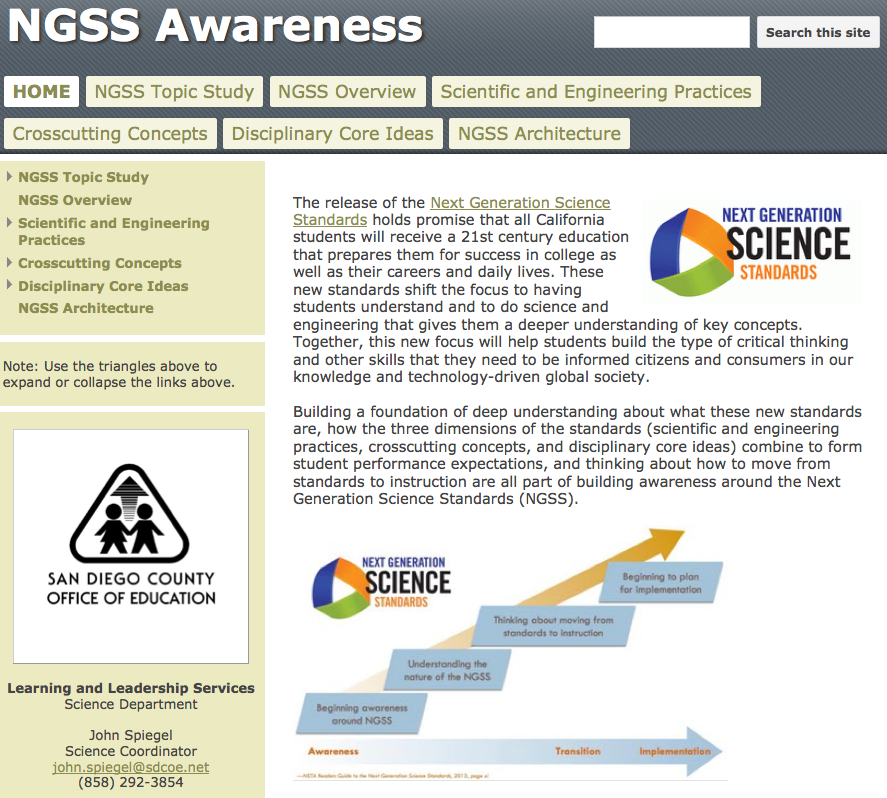 NGSS Awareness
Search this site
HOME
NGSS Topic Study
NGSS Overview
Scientific and Engineering Practices
Crosscutting Concepts
Disciplinary Core Ideas
NGSS Architecture
NGSS Topic Study
NGSS Overview
Scientific and Engineering
Practices
Crosscutting Concepts
Disciplinary Core Ideas
NGSS Architecture
Note: Use the triangles above to
expand or collapse the links above.
SAN DIEGO COUNTY
OFFICE OF EDUCATION
Learning and Leadership Services
Science Department
John Spiegel
Science Coordinator
john.spiegel@sdcoe.net
(858) 292-3854
The release of the Next Generation Science
Standards holds promise that all California
students will receive a 21st century education
that prepares them for success in college as
well as their careers and daily lives. These
new standards shift the focus to having
students understand and to do science and
engineering that gives them a deeper understanding of key concepts.
Together, this new focus will help students build the type of critical thinking
and other skills that they need to be informed citizens and consumers in our
knowledge and technology-driven global society.
NEXT GENERATION
SCIENCE
STANDARDS
Building a foundation of deep understanding about what these new standards
are, how the three dimensions of the standards (scientific and engineering
practices, crosscutting concepts, and disciplinary core ideas) combine to form
student performance expectations, and thinking about how to move from
standards to instruction are all part of building awareness around the Next
Generation Science Standards (NGSS).
NEXT GENERATION
SCIENCE
STANDARDS
Beginning to plan
for implementation
Thinking about moving from
standards to instruction
Understanding the
nature of the NGSS
Beginning awareness
around NGSS
Awareness
Transition
Implementation
—NSTA Readers Guide to the Next Generation Science Standards, 2013, page xi